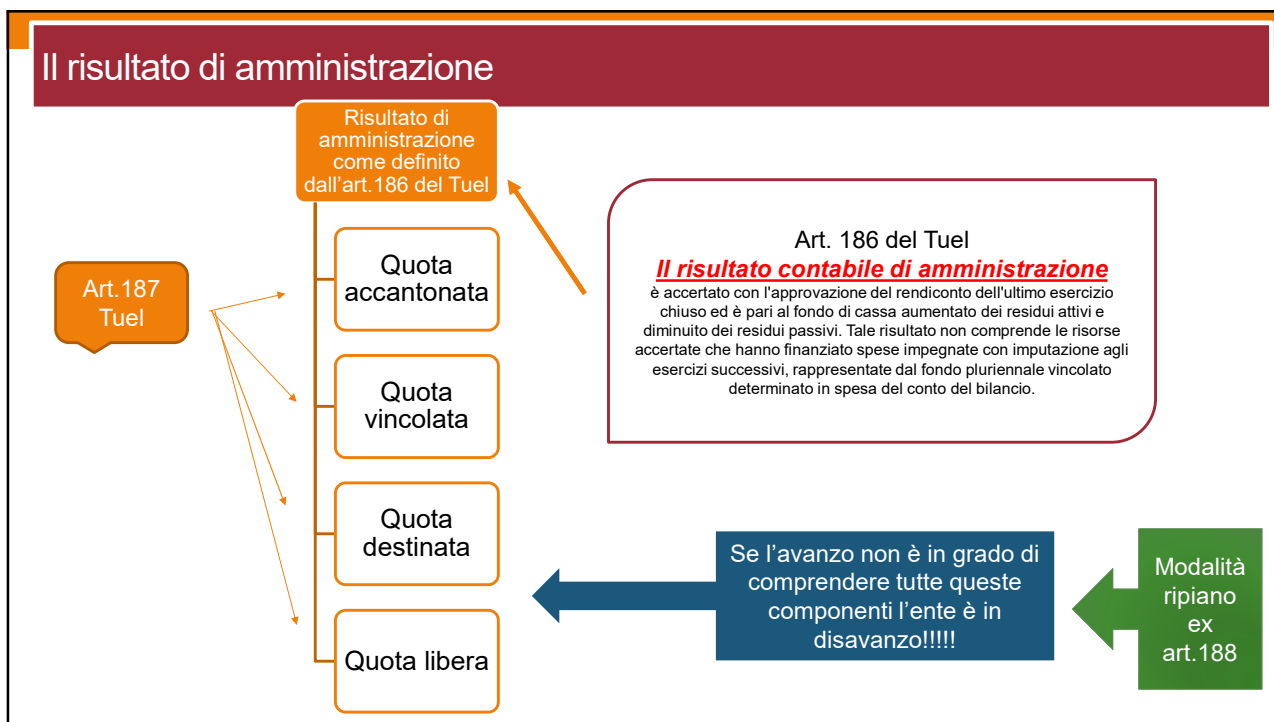 Il risultato di amministrazione
Risultato di
amministrazione
come definito
dall'art.186 del Tuel
Art.187
Tuel
Quota
accantonata
Quota
vincolata
Quota
destinata
Quota libera
Art. 186 del Tuel
Il risultato contabile di amministrazione
è accertato con l'approvazione del rendiconto dell'ultimo esercizio
chiuso ed è pari al fondo di cassa aumentato dei residui attivi e
diminuito dei residui passivi. Tale risultato non comprende le risorse
accertate che hanno finanziato spese impegnate con imputazione agli
esercizi successivi, rappresentate dal fondo pluriennale vincolato
determinato in spesa del conto del bilancio.
Se l'avanzo non è in grado di
comprendere tutte queste
componenti l'ente è in
disavanzo!!!!!
Modalità
ripiano
ex
art.188